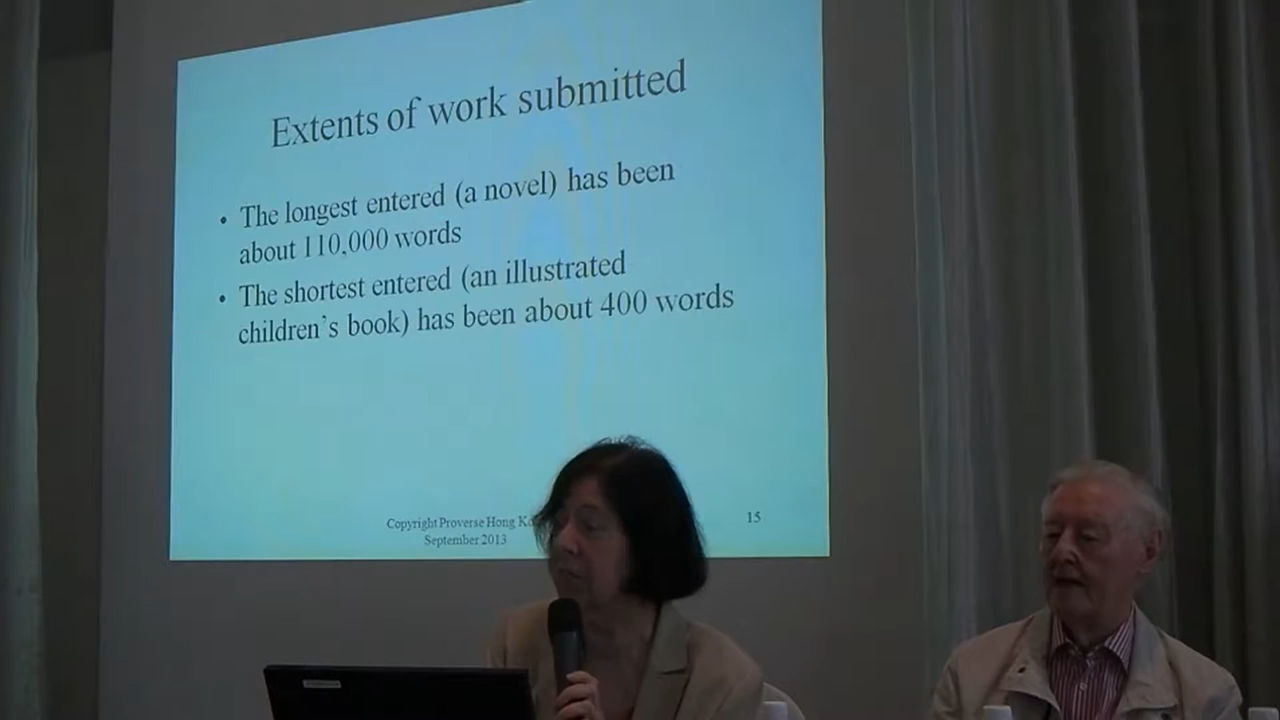 Extents of work submitted
• The longest entered (a novel) has been
about 110,000 words
• The shortest entered (an illustrated
children's book) has been about 400 words
Copyright Proverse Hong
September 2013
15